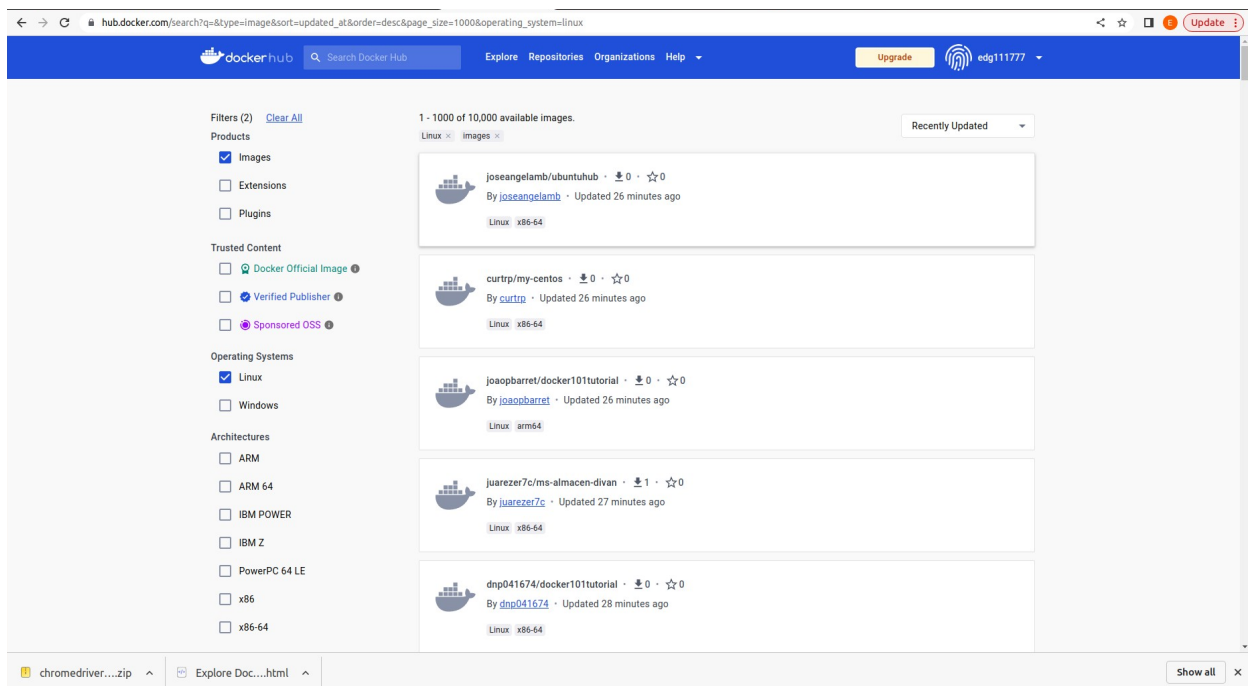 hub.docker.com/search?q=&type=image&sort=updated_at&order=desc&page_size=1000&operating_system=linux
E
Update
dockerhub
Search Docker Hub
Explore Repositories Organizations Help
Upgrade
edg111777
Filters (2) Clear All
Products
Images
Extensions
Plugins
Trusted Content
Docker Official Image
Verified Publisher
Sponsored OSS
Operating Systems
Linux
Windows
Architectures
ARM
ARM 64
IBM POWER
IBM Z
PowerPC 64 LE
x86
x86-64
1 - 1000 of 10,000 available images.
Linux × images ×
Recently Updated
joseangelamb/ubuntuhub · 0 · 0
By joseangelamb · Updated 26 minutes ago
Linux x86-64
curtrp/my-centos · 0 · 0
By curtrp · Updated 26 minutes ago
Linux x86-64
joaopbarret/docker101tutorial · 0 · 0
By joaopbarret · Updated 26 minutes ago
Linux arm64
juarezer7c/ms-almacen-divan · 1 · 0
By juarezer7c · Updated 27 minutes ago
Linux x86-64
dnp041674/docker101tutorial · 0 · 0
By dnp041674 · Updated 28 minutes ago
Linux x86-64
chromedriver....zip
Explore Doc....html
Show all